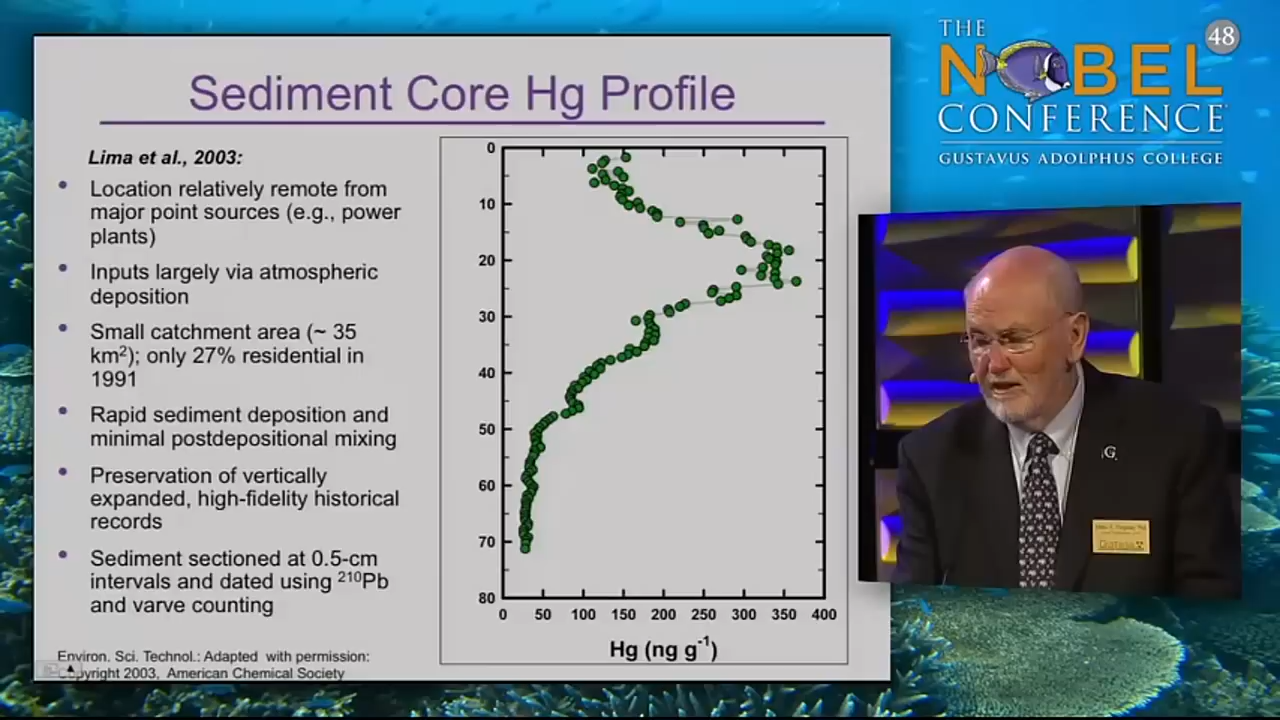 Sediment Core Hg Profile
Lima et al., 2003:
• Location relatively remote from
major point sources (e.g., power
plants)
• Inputs largely via atmospheric
deposition
• Small catchment area (~ 35
km²); only 27% residential in
1991
• Rapid sediment deposition and
minimal postdepositional mixing
• Preservation of vertically
expanded, high-fidelity historical
records
• Sediment sectioned at 0.5-cm
intervals and dated using ²¹⁰Pb
and varve counting
Environ. Sci. Technol.: Adapted with permission:
Copyright 2003, American Chemical Society
0
10
20
30
40
50
60
70
80
0 50 100 150 200 250 300 350 400
Hg (ng g⁻¹)
THE
NOBEL
48
CONFERENCE
GUSTAVUS ADOLPHUS COLLEGE
G